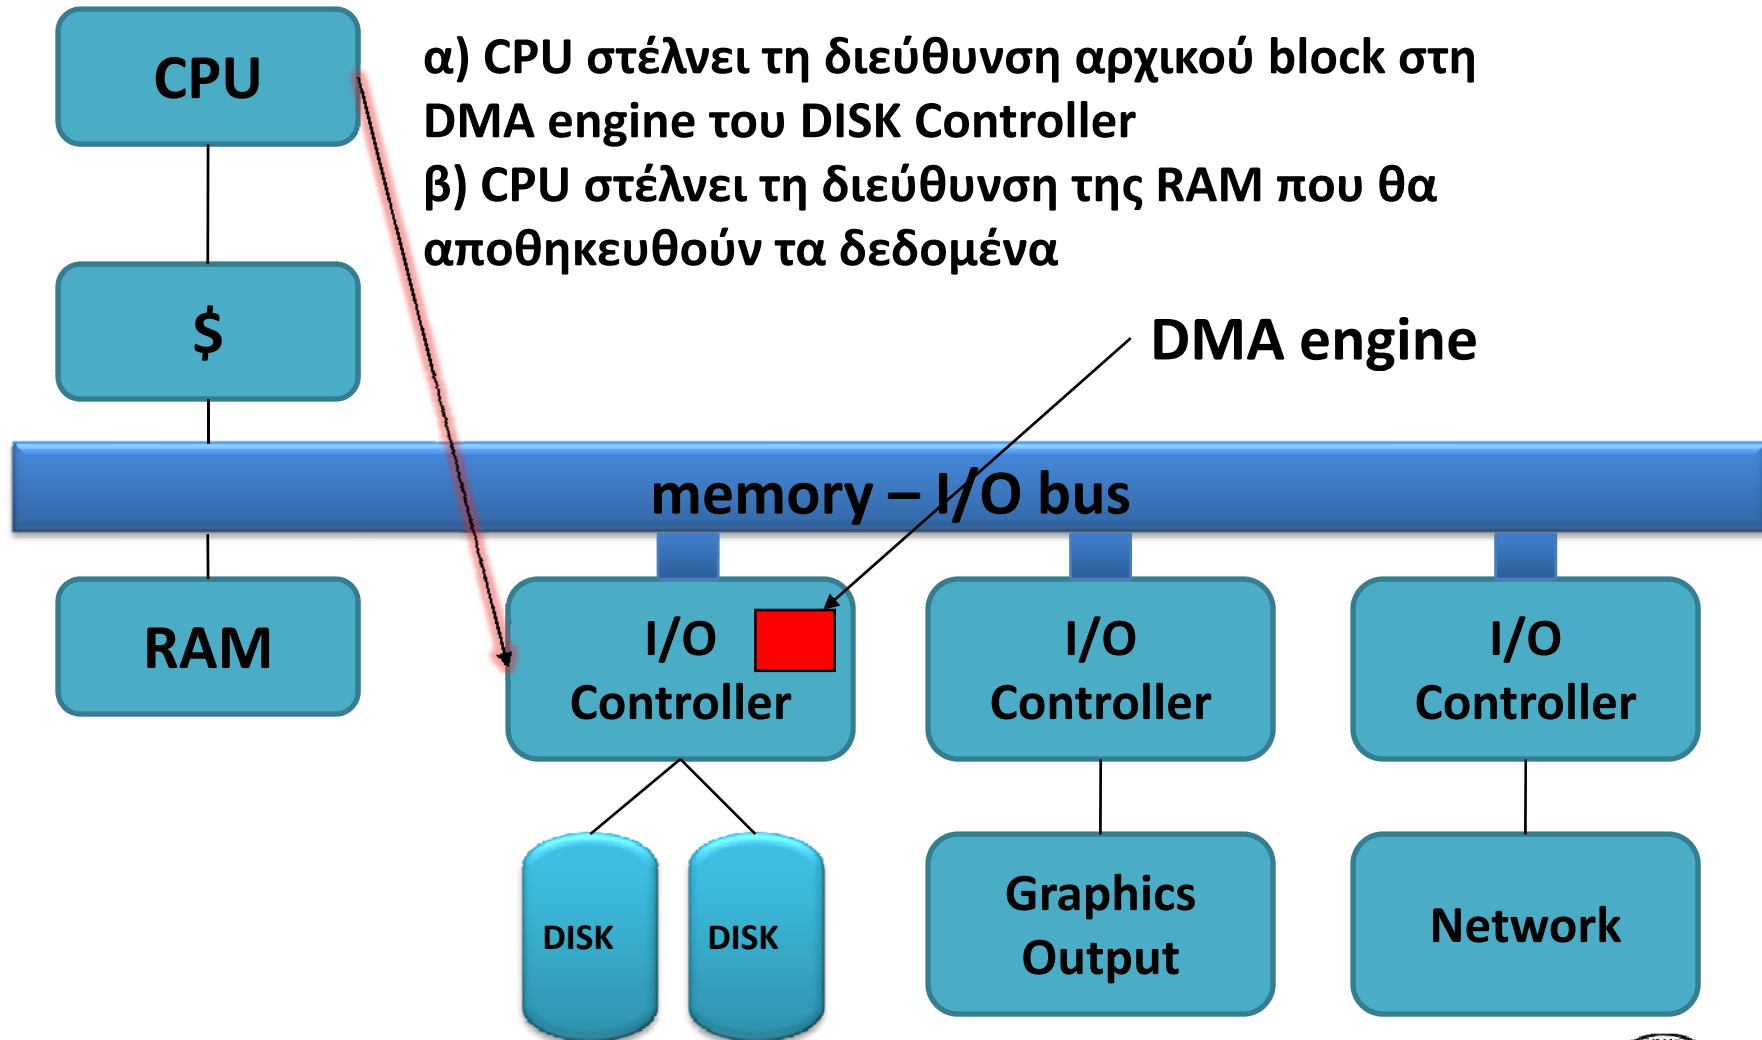 CPU
α) CPU στέλνει τη διεύθυνση αρχικού block στη
DMA engine του DISK Controller
β) CPU στέλνει τη διεύθυνση της RAM που θα
αποθηκευθούν τα δεδομένα
$
DMA engine
memory – I/O bus
RAM
I/O
Controller
I/O
Controller
I/O
Controller
DISK
DISK
Graphics
Output
Network